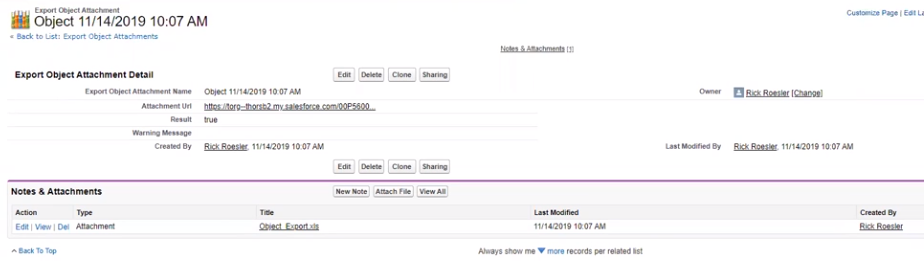 Export Object Attachment
Object 11/14/2019 10:07 AM
Customize Page | Edit La
« Back to List: Export Object Attachments
Notes & Attachments [1]
Export Object Attachment Detail Edit Delete Clone Sharing
Export Object Attachment Name Object 11/14/2019 10:07 AM Owner Rick Roesler [Change]
Attachment Url https://torg--thorsb2.my.salesforce.com/00P5600...
Result true
Warning Message
Created By Rick Roesler, 11/14/2019 10:07 AM Last Modified By Rick Roesler, 11/14/2019 10:07 AM
Edit Delete Clone Sharing
Notes & Attachments New Note Attach File View All
Action Type Title Last Modified Created By
Edit | View | Del Attachment Object_Export.xls 11/14/2019 10:07 AM Rick Roesler
Back To Top Always show me more records per related list